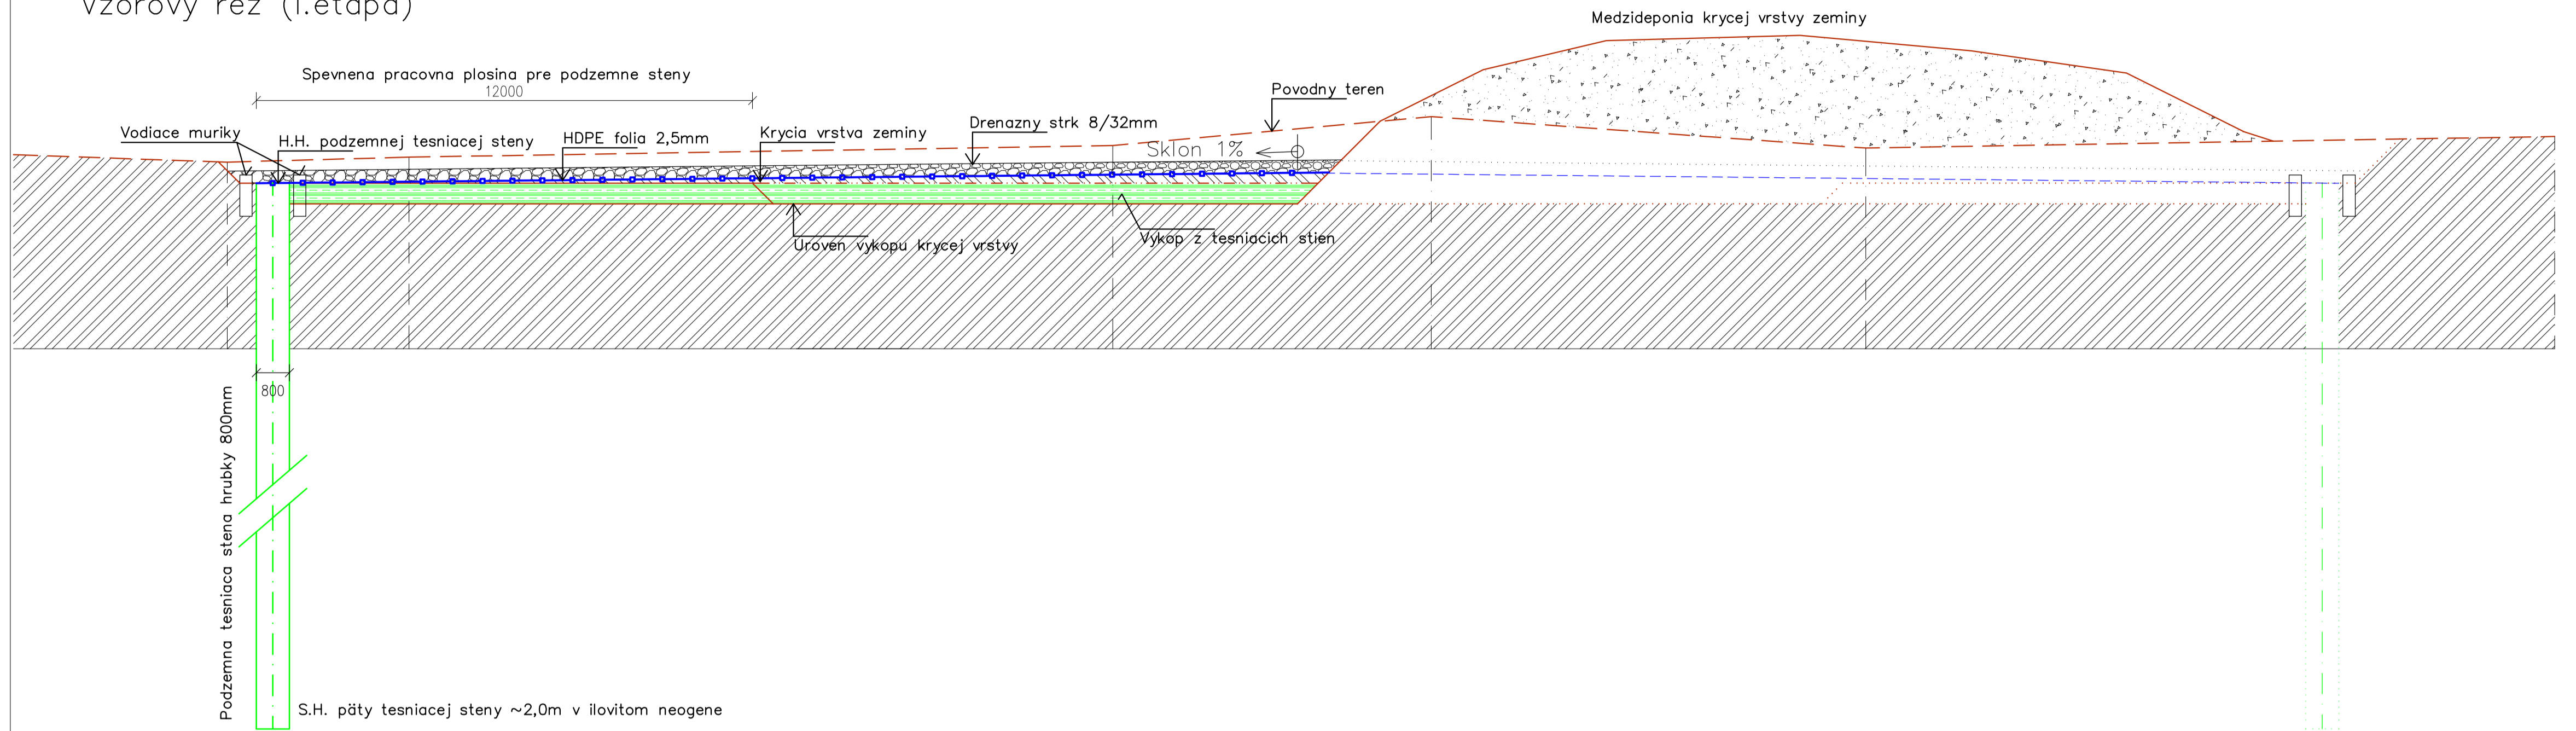 Vzorovy rez (I.etapa)
Medzideponia krycej vrstvy zeminy
Spevnena pracovna plosina pre podzemne steny
12000
Povodny teren
Vodiace muriky
H.H. podzemnej tesniacej steny
HDPE folia 2,5mm
Krycia vrstva zeminy
Drenazny strk 8/32mm
Sklon 1%
Uroven vykopu krycej vrstvy
Vykop z tesniacich stien
800
Podzemna tesniaca stena hrubky 800mm
S.H. päty tesniacej steny ~2,0m v ilovitom neogene